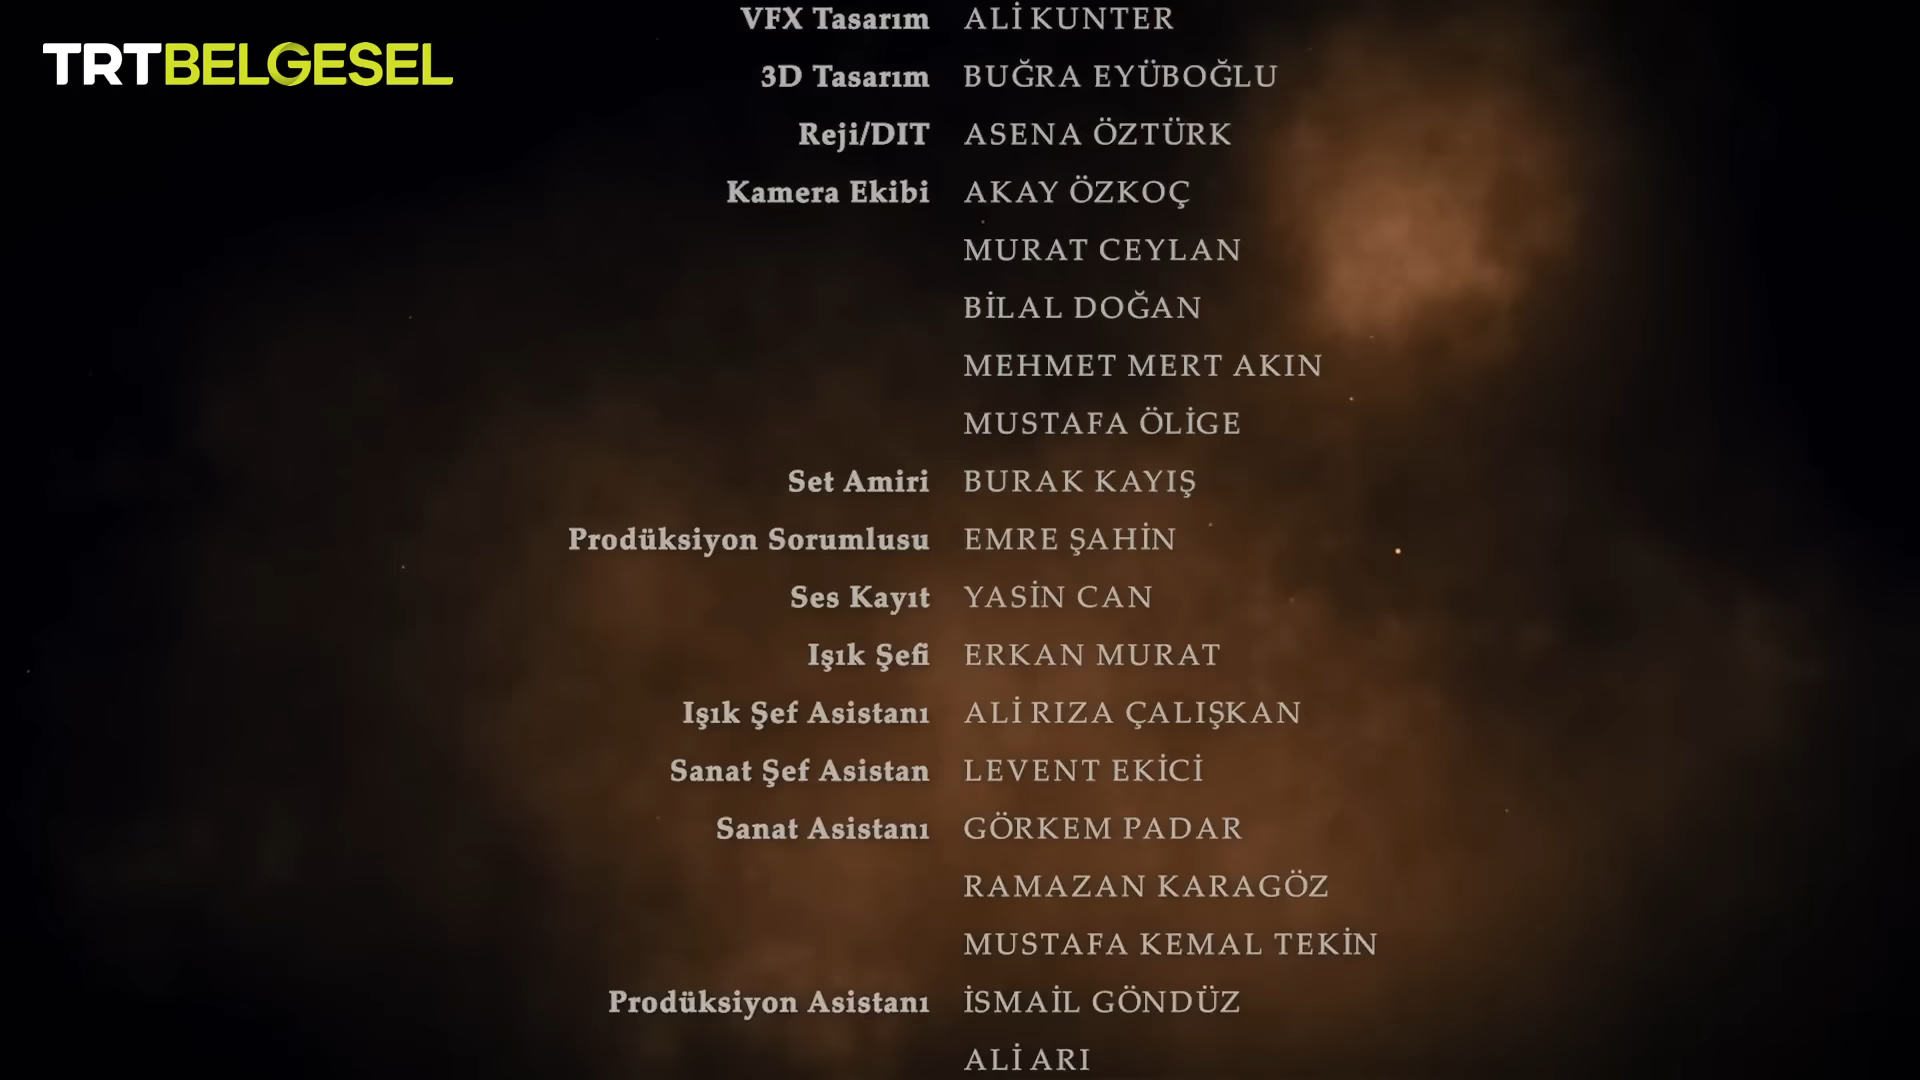 TRTBELGESEL
VFX Tasarım ALİ KUNTER
3D Tasarım BUĞRA EYÜBOĞLU
Reji/DIT ASENA ÖZTÜRK
Kamera Ekibi AKAY ÖZKOÇ
MURAT CEYLAN
BİLAL DOĞAN
MEHMET MERT AKIN
MUSTAFA ÖLİGE
Set Amiri BURAK KAYIŞ
Prodüksiyon Sorumlusu EMRE ŞAHİN
Ses Kayıt YASİN CAN
Işık Şefi ERKAN MURAT
Işık Şef Asistanı ALİ RIZA ÇALIŞKAN
Sanat Şef Asistan LEVENT EKİCİ
Sanat Asistanı GÖRKEM PADAR
RAMAZAN KARAGÖZ
MUSTAFA KEMAL TEKİN
Prodüksiyon Asistanı İSMAİL GÖNDÜZ
ALİ ARI